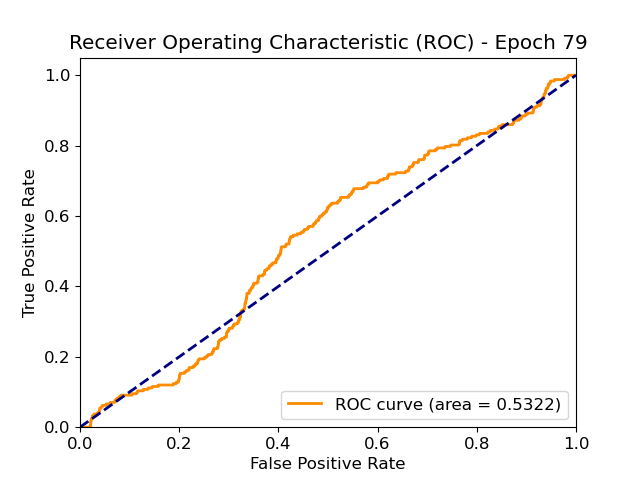 Receiver Operating Characteristic (ROC) - Epoch 79
True Positive Rate
1.0
0.8
0.6
0.4
0.2
0.0
ROC curve (area = 0.5322)
0.0 0.2 0.4 0.6 0.8 1.0
False Positive Rate